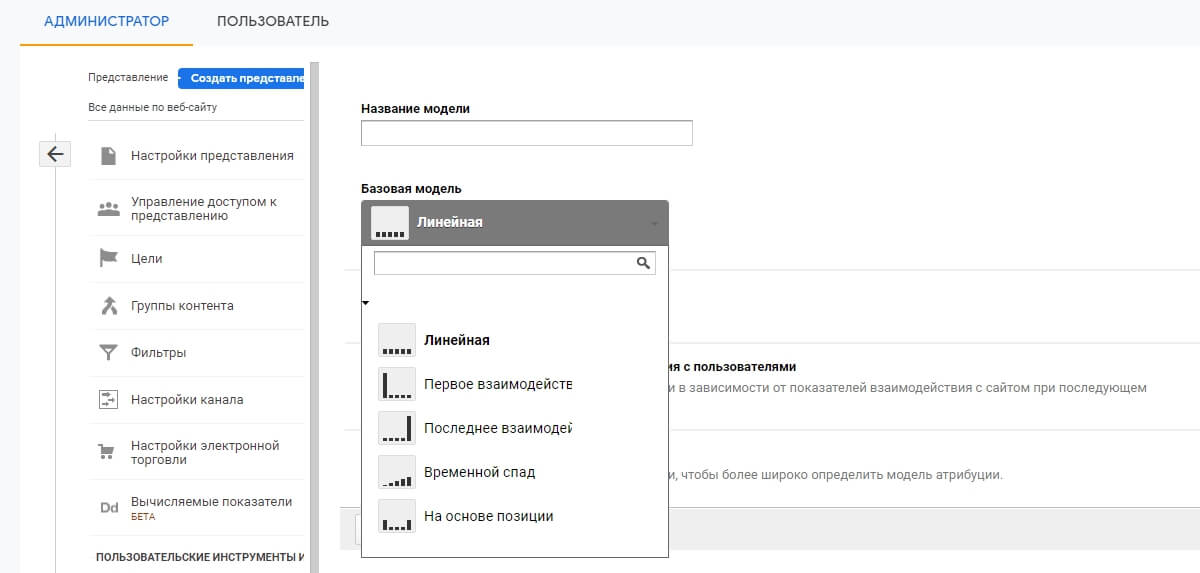 АДМИНИСТРАТОР
ПОЛЬЗОВАТЕЛЬ
Представление
Создать представле
Все данные по веб-сайту
Настройки представления
Управление доступом к
представлению
Цели
Группы контента
Фильтры
Настройки канала
Настройки электронной
торговли
Dd
Вычисляемые показатели
БЕТА
ПОЛЬЗОВАТЕЛЬСКИЕ ИНСТРУМЕНТЫ И
Название модели
Базовая модель
Линейная
Линейная
Первое взаимодейств
Последнее взаимодей
Временной спад
На основе позиции
ия с пользователями
и в зависимости от показателей взаимодействия с сайтом при последующем
и, чтобы более широко определить модель атрибуции.